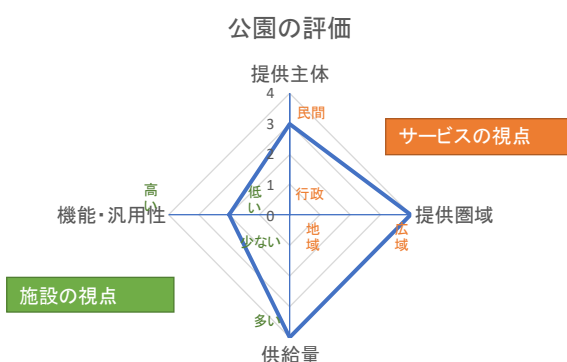 公園の評価
提供主体
4
民間
3
サービスの視点
2
高い
1
低い
行政
機能・汎用性
0
提供圏域
地域
広域
少ない
施設の視点
多い
供給量